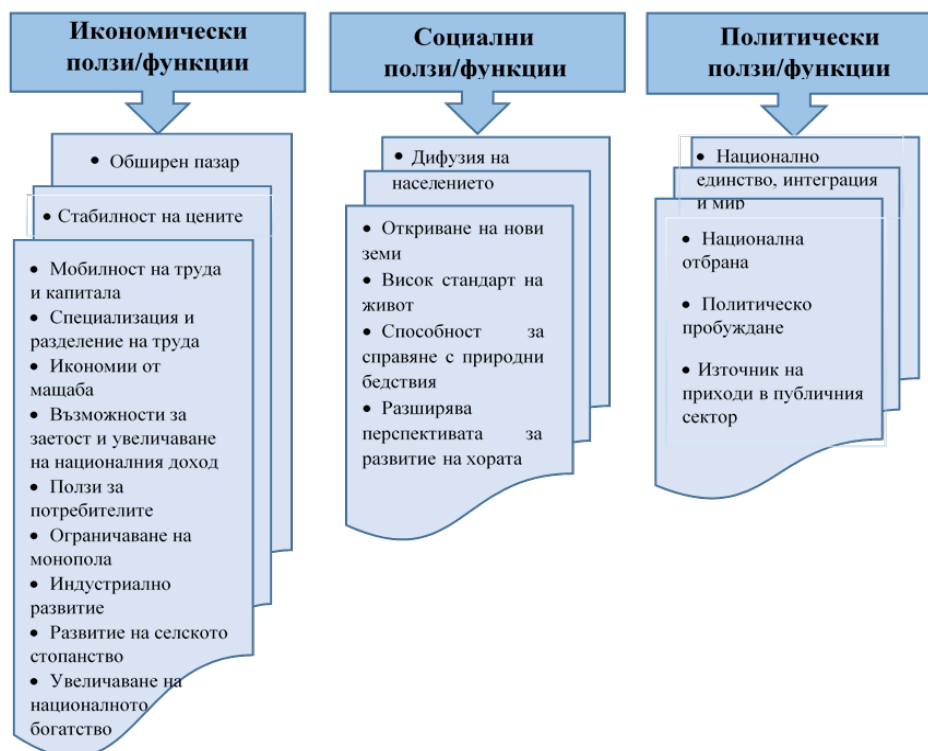 Икономически
ползи/функции
• Обширен пазар
• Стабилност на цените
• Мобилност на труда
и капитала
• Специализация и
разделение на труда
• Икономии от
мащаба
• Възможности за
заетост и увеличаване
на националния доход
• Ползи за
потребителите
• Ограничаване на
монопола
• Индустриално
развитие
• Развитие на селското
стопанство
• Увеличаване на
националното
богатство
Социални
ползи/функции
• Дифузия на
населението
• Откриване на нови
земи
• Висок стандарт на
живот
• Способност за
справяне с природни
бедствия
• Разширява
перспективата за
развитие на хората
Политически
ползи/функции
• Национално
единство, интеграция
и мир
• Национална
отбрана
• Политическо
пробуждане
• Източник на
приходи в публичния
сектор